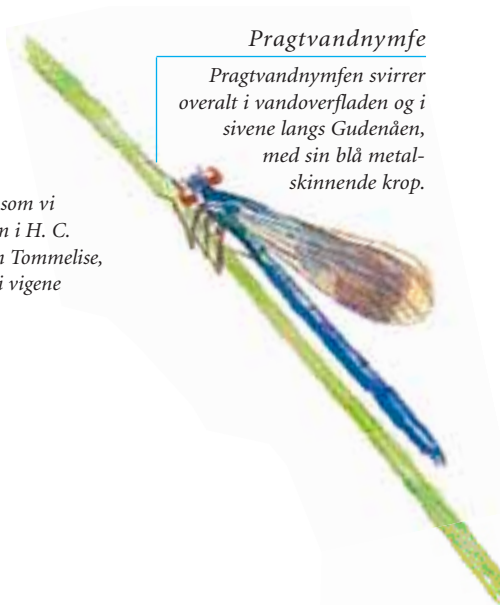 Pragtvandnymfe
Pragtvandnymfen svirrer
overalt i vandoverfladen og i
sivene langs Gudenåen,
med sin blå metal-
skinnende krop.
som vi
n i H. C.
n Tommelise,
i vigene